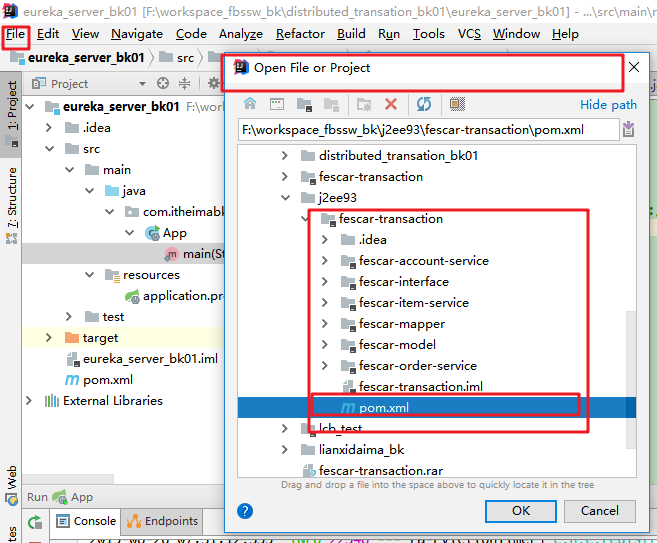 eureka_server_bk01 [F:\workspace_fbssw_bk\distributed_transation_bk01\eureka_server_bk01] - ...\src\main\r
File Edit View Navigate Code Analyze Refactor Build Run Tools VCS Window Help
eureka_server_bk01 src
Project
1: Project
7: Structure
Web
eureka_server_bk01 F:\
.idea
src
main
java
com.itheimabk
App
main(St
resources
application.pro
test
target
eureka_server_bk01.iml
pom.xml
External Libraries
Open File or Project
Hide path
F:\workspace_fbssw_bk\j2ee93\fescar-transaction\pom.xml
distributed_transation_bk01
fescar-transaction
j2ee93
fescar-transaction
.idea
fescar-account-service
fescar-interface
fescar-item-service
fescar-mapper
fescar-model
fescar-order-service
fescar-transaction.iml
pom.xml
lcb_test
lianxidaima_bk
fescar-transaction.rar
Drag and drop a file into the space above to quickly locate it in the tree
? OK Cancel
Run App
Console Endpoints